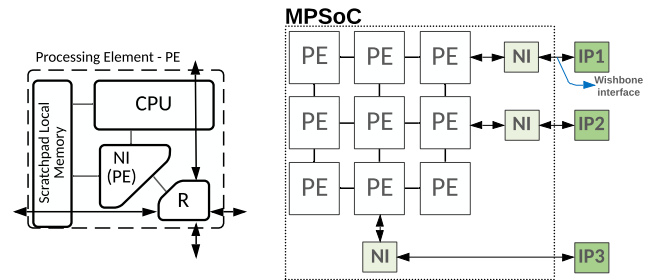 MPSoC
Processing Element - PE
Scratchpad Local
Memory
CPU
NI
(PE)
R
PE PE PE NI IP1
Wishbone
interface
PE PE PE NI IP2
PE PE PE
NI IP3